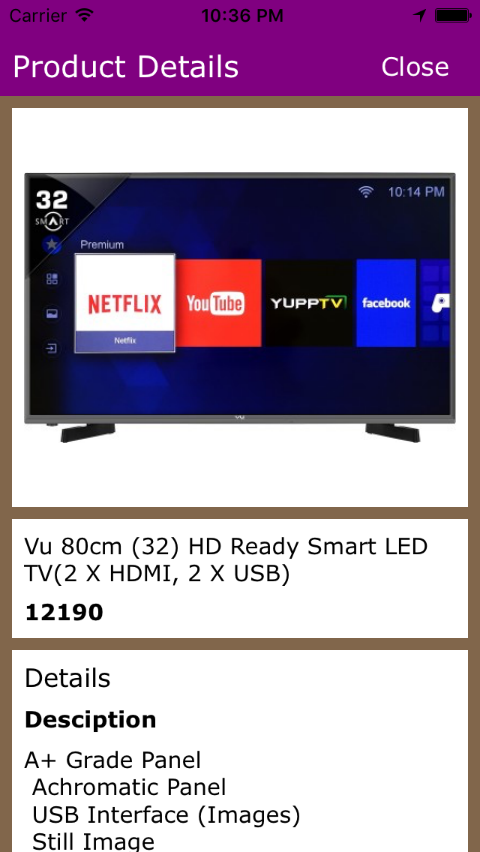 Carrier 10:36 PM
Product Details Close
32
SMART
10:14 PM
Premium
NETFLIX YouTube YUPPTV facebook
Netflix
Vu
Vu 80cm (32) HD Ready Smart LED
TV(2 X HDMI, 2 X USB)
12190
Details
Desciption
A+ Grade Panel
Achromatic Panel
USB Interface (Images)
Still Image